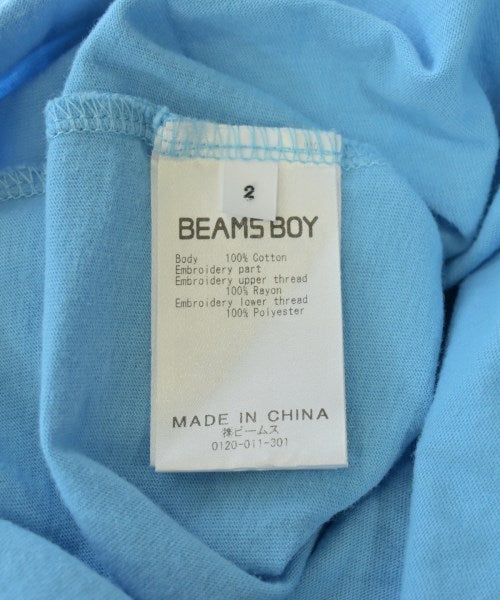 2
BEAMS BOY
Body 100% Cotton
Embroidery part
Embroidery upper thread
100% Rayon
Embroidery lower thread
100% Polyester
MADE IN CHINA
㈱ビームス
0120-011-301